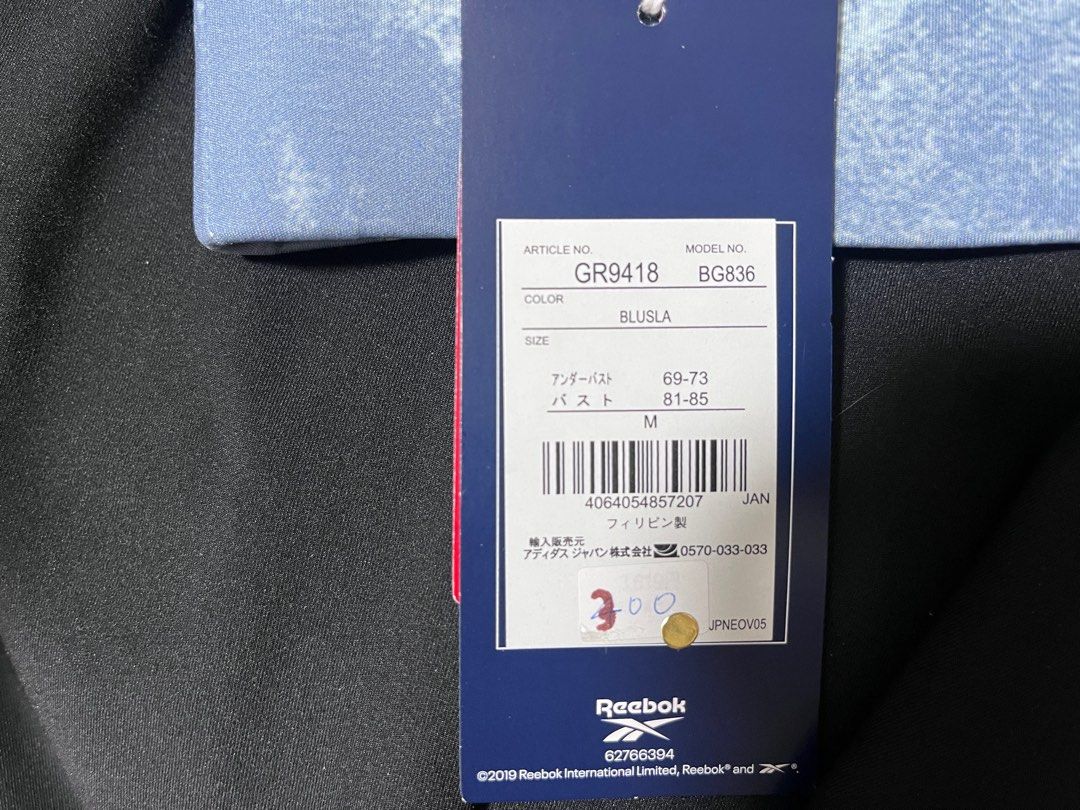 ARTICLE NO. MODEL NO.
GR9418 BG836
COLOR
BLUSLA
SIZE
アンダーバスト 69-73
バスト 81-85
M
4064054857207 JAN
フィリピン製
輸入販売元
アディダス ジャパン株式会社 0570-033-033
300
JPNEOV05
Reebok
62766394
©2019 Reebok International Limited, Reebok® and ®.